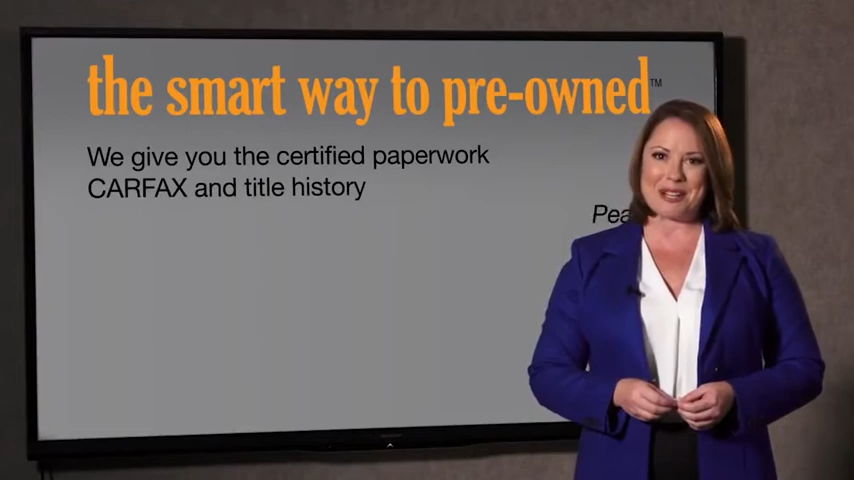 the smart way to pre-owned™
We give you the certified paperwork
CARFAX and title history